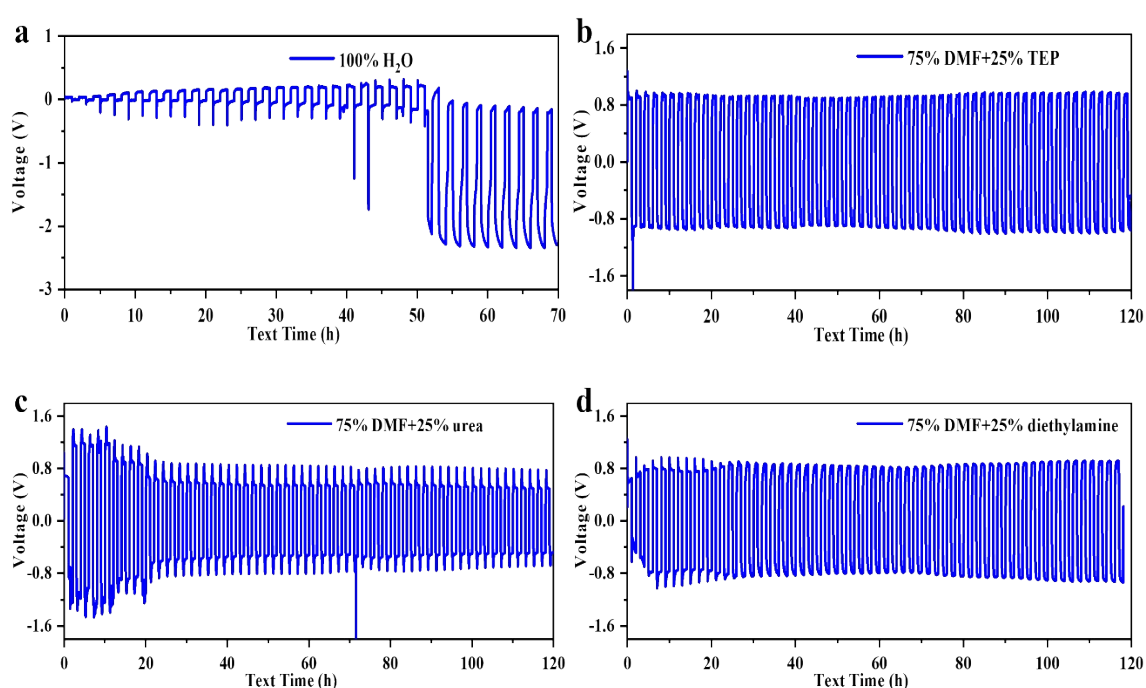 a
100% H₂O
Voltage (V)
1
0
-1
-2
-3
0 10 20 30 40 50 60 70
Text Time (h)
b
75% DMF+25% TEP
Voltage (V)
1.6
0.8
0.0
-0.8
-1.6
0 20 40 60 80 100 120
Text Time (h)
c
75% DMF+25% urea
Voltage (V)
1.6
0.8
0.0
-0.8
-1.6
0 20 40 60 80 100 120
Text Time (h)
d
75% DMF+25% diethylamine
Voltage (V)
1.6
0.8
0.0
-0.8
-1.6
0 20 40 60 80 100 120
Text Time (h)